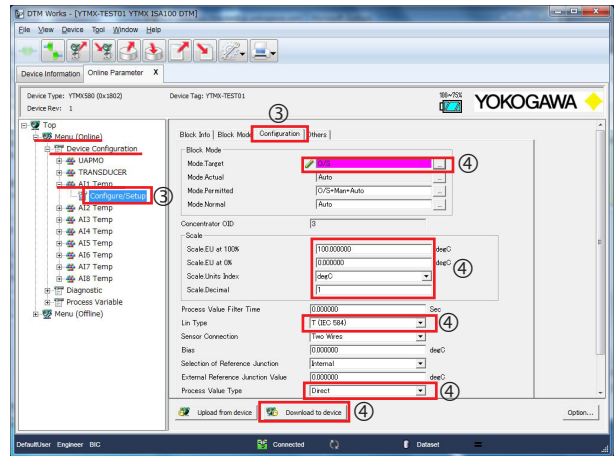 DTM Works - [YTMX-TEST01 YTMX ISA100 DTM]
File View Device Tool Window Help
Device Information Online Parameter X
Device Type: YTMX580 (0x1802) Device Tag: YTMX-TEST01 100~75%
Device Rev: 1
YOKOGAWA
Top
Menu (Online)
Device Configuration
UAPMO
TRANSDUCER
AI1 Temp
Configure/Setup ③
AI2 Temp
AI3 Temp
AI4 Temp
AI5 Temp
AI6 Temp
AI7 Temp
AI8 Temp
Diagnostic
Process Variable
Menu (Offline)
③
Block Info Block Mode Configuration Others
Block Mode
Mode.Target O/S ... ④
Mode.Actual Auto ...
Mode.Permitted O/S+Man+Auto ...
Mode.Normal Auto ...
Concentrator OID 3
Scale
Scale.EU at 100% 100.000000 degC
Scale.EU at 0% 0.000000 degC
④
Scale.Units Index degC
Scale.Decimal 1
Process Value Filter Time 0.000000 Sec
Lin Type T (IEC 584) ④
Sensor Connection Two Wires
Bias 0.000000 degC
Selection of Reference Junction Internal
External Reference Junction Value 0.000000 degC
Process Value Type Direct ④
Upload from device Download to device ④ Option...
DefaultUser Engineer BIC Connected Dataset